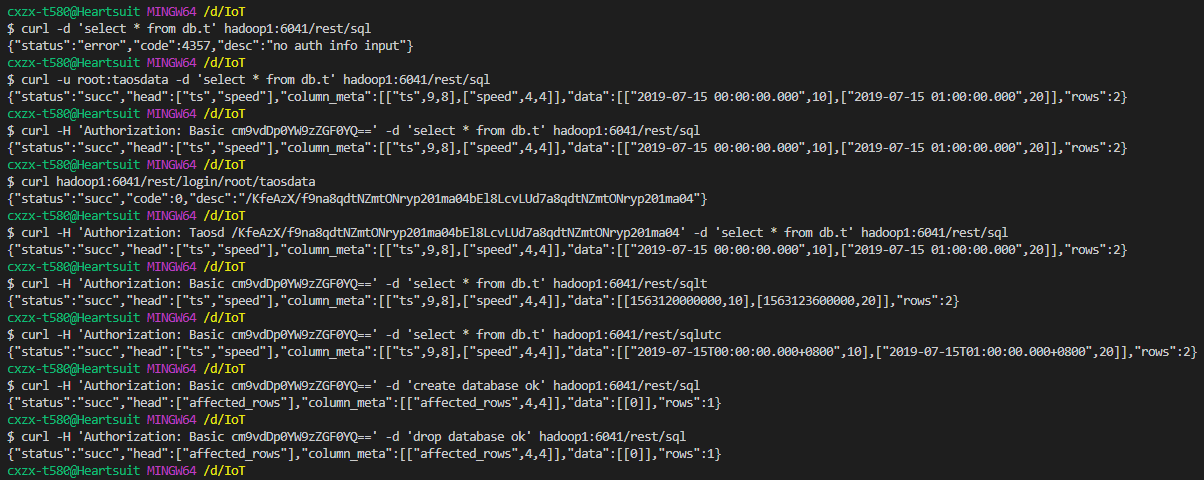 cxzx-t580@Heartsuit MINGW64 /d/IoT
$ curl -d 'select * from db.t' hadoop1:6041/rest/sql
{"status":"error","code":4357,"desc":"no auth info input"}
cxzx-t580@Heartsuit MINGW64 /d/IoT
$ curl -u root:taosdata -d 'select * from db.t' hadoop1:6041/rest/sql
{"status":"succ","head":["ts","speed"],"column_meta":[["ts",9,8],["speed",4,4]],"data":[["2019-07-15 00:00:00.000",10],["2019-07-15 01:00:00.000",20]],"rows":2}
cxzx-t580@Heartsuit MINGW64 /d/IoT
$ curl -H 'Authorization: Basic cm9vdDp0YW9zZGF0YQ==' -d 'select * from db.t' hadoop1:6041/rest/sql
{"status":"succ","head":["ts","speed"],"column_meta":[["ts",9,8],["speed",4,4]],"data":[["2019-07-15 00:00:00.000",10],["2019-07-15 01:00:00.000",20]],"rows":2}
cxzx-t580@Heartsuit MINGW64 /d/IoT
$ curl hadoop1:6041/rest/login/root/taosdata
{"status":"succ","code":0,"desc":"/KfeAzX/f9na8qdtNZmtONryp201ma04bEl8LcvLUd7a8qdtNZmtONryp201ma04"}
cxzx-t580@Heartsuit MINGW64 /d/IoT
$ curl -H 'Authorization: Taosd /KfeAzX/f9na8qdtNZmtONryp201ma04bEl8LcvLUd7a8qdtNZmtONryp201ma04' -d 'select * from db.t' hadoop1:6041/rest/sql
{"status":"succ","head":["ts","speed"],"column_meta":[["ts",9,8],["speed",4,4]],"data":[["2019-07-15 00:00:00.000",10],["2019-07-15 01:00:00.000",20]],"rows":2}
cxzx-t580@Heartsuit MINGW64 /d/IoT
$ curl -H 'Authorization: Basic cm9vdDp0YW9zZGF0YQ==' -d 'select * from db.t' hadoop1:6041/rest/sqlt
{"status":"succ","head":["ts","speed"],"column_meta":[["ts",9,8],["speed",4,4]],"data":[[1563120000000,10],[1563123600000,20]],"rows":2}
cxzx-t580@Heartsuit MINGW64 /d/IoT
$ curl -H 'Authorization: Basic cm9vdDp0YW9zZGF0YQ==' -d 'select * from db.t' hadoop1:6041/rest/sqlutc
{"status":"succ","head":["ts","speed"],"column_meta":[["ts",9,8],["speed",4,4]],"data":[["2019-07-15T00:00:00.000+0800",10],["2019-07-15T01:00:00.000+0800",20]],"rows":2}
cxzx-t580@Heartsuit MINGW64 /d/IoT
$ curl -H 'Authorization: Basic cm9vdDp0YW9zZGF0YQ==' -d 'create database ok' hadoop1:6041/rest/sql
{"status":"succ","head":["affected_rows"],"column_meta":[["affected_rows",4,4]],"data":[[0]],"rows":1}
cxzx-t580@Heartsuit MINGW64 /d/IoT
$ curl -H 'Authorization: Basic cm9vdDp0YW9zZGF0YQ==' -d 'drop database ok' hadoop1:6041/rest/sql
{"status":"succ","head":["affected_rows"],"column_meta":[["affected_rows",4,4]],"data":[[0]],"rows":1}
cxzx-t580@Heartsuit MINGW64 /d/IoT